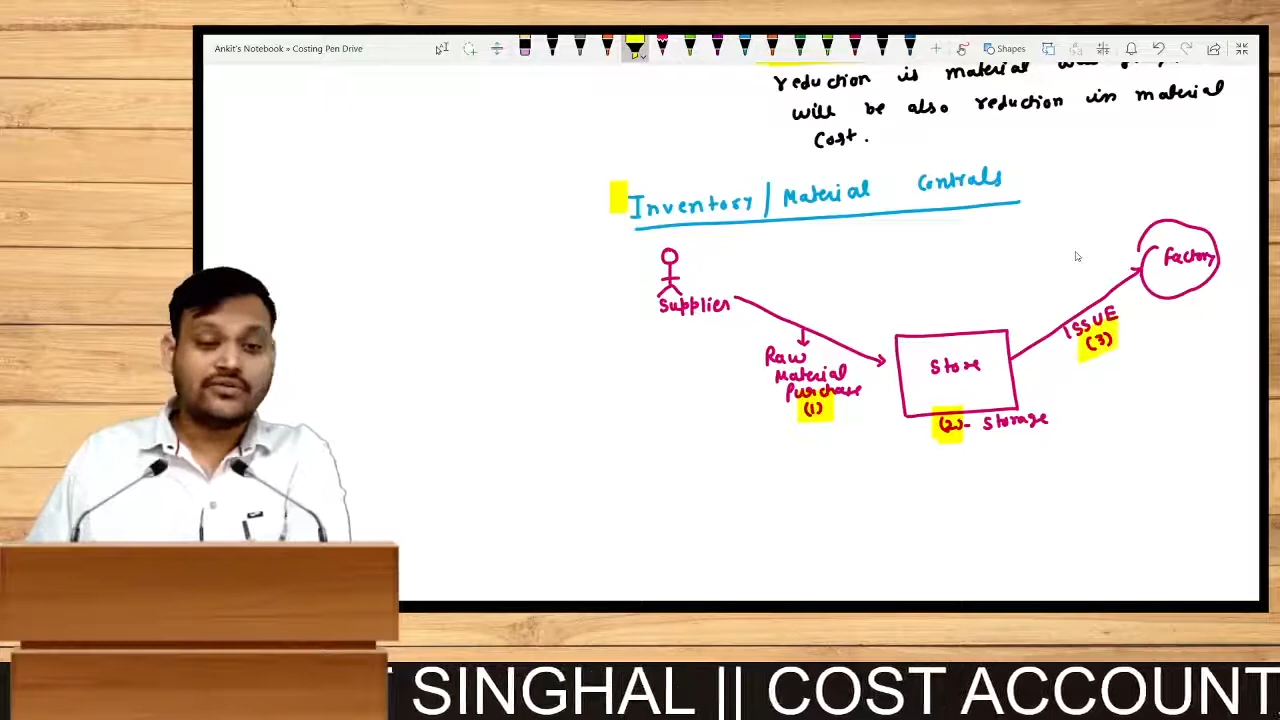 Ankit's Notebook » Costing Pen Drive
Shapes
reduction is material
will be also reduction in material
Cost.
Inventory / Material Controls
Factory
Supplier
ISSUE
(3)
Raw
Material
Purchase
(1)
Store
(2)- Storage
SINGHAL || COST ACCOUNT